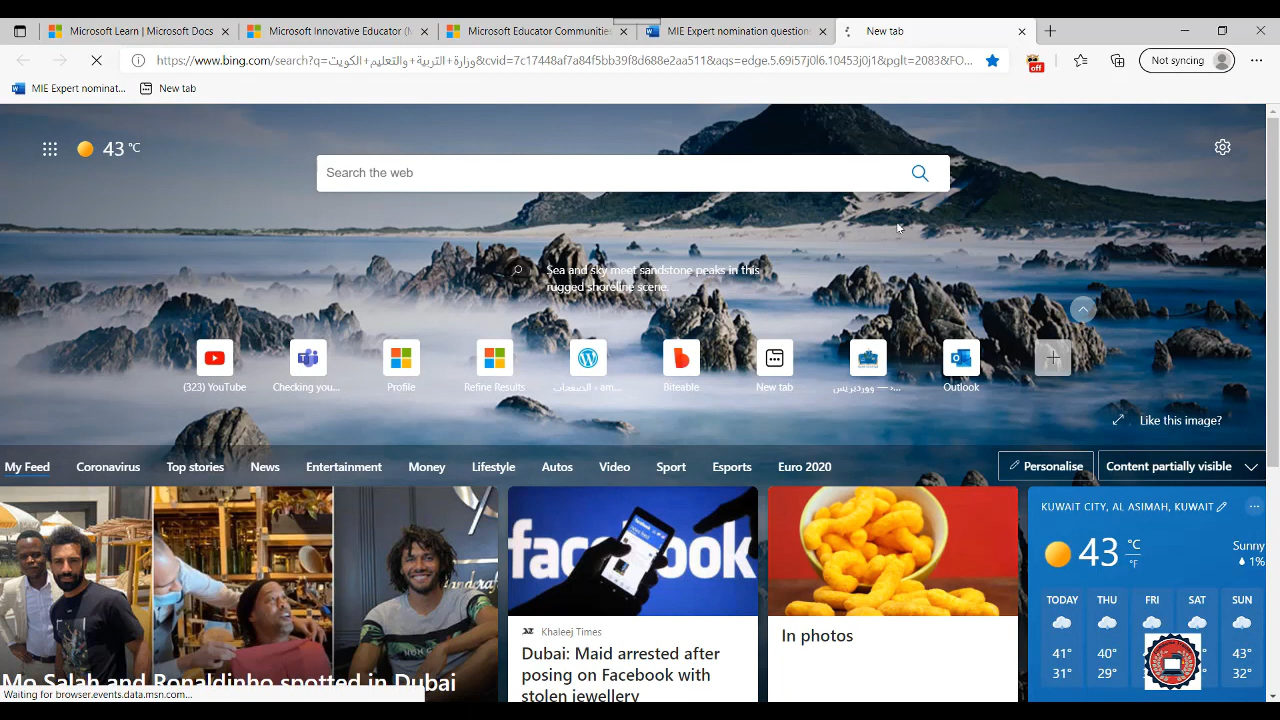 Microsoft Learn | Microsoft Docs
Microsoft Innovative Educator (
Microsoft Educator Communities
MIE Expert nomination questions
New tab
https://www.bing.com/search?q=وزارة+التربية+والتعليم+الكويت&cvid=7c17446af7a84f5bb39f8d688e2aa511&aqs=edge.5.69i57j0l6.10453j0j1&pglt=2083&FO...
off
Not syncing
MIE Expert nominat...
New tab
43 °C
Search the web
Sea and sky meet sandstone peaks in this
rugged shoreline scene.
(323) YouTube
Checking you...
Profile
Refine Results
الصفحات ‹ am...
Biteable
New tab
ووردبريس — ...
Outlook
Like this image?
My Feed
Coronavirus
Top stories
News
Entertainment
Money
Lifestyle
Autos
Video
Sport
Esports
Euro 2020
Personalise
Content partially visible
KUWAIT CITY, AL ASIMAH, KUWAIT
43 °C °F
Sunny
1%
TODAY THU FRI SAT SUN
41° 40° 43°
31° 29° 32°
facebook
Khaleej Times
Dubai: Maid arrested after
posing on Facebook with
stolen jewellery
In photos
Mo Salah and Ronaldinho spotted in Dubai
Waiting for browser.events.data.msn.com...